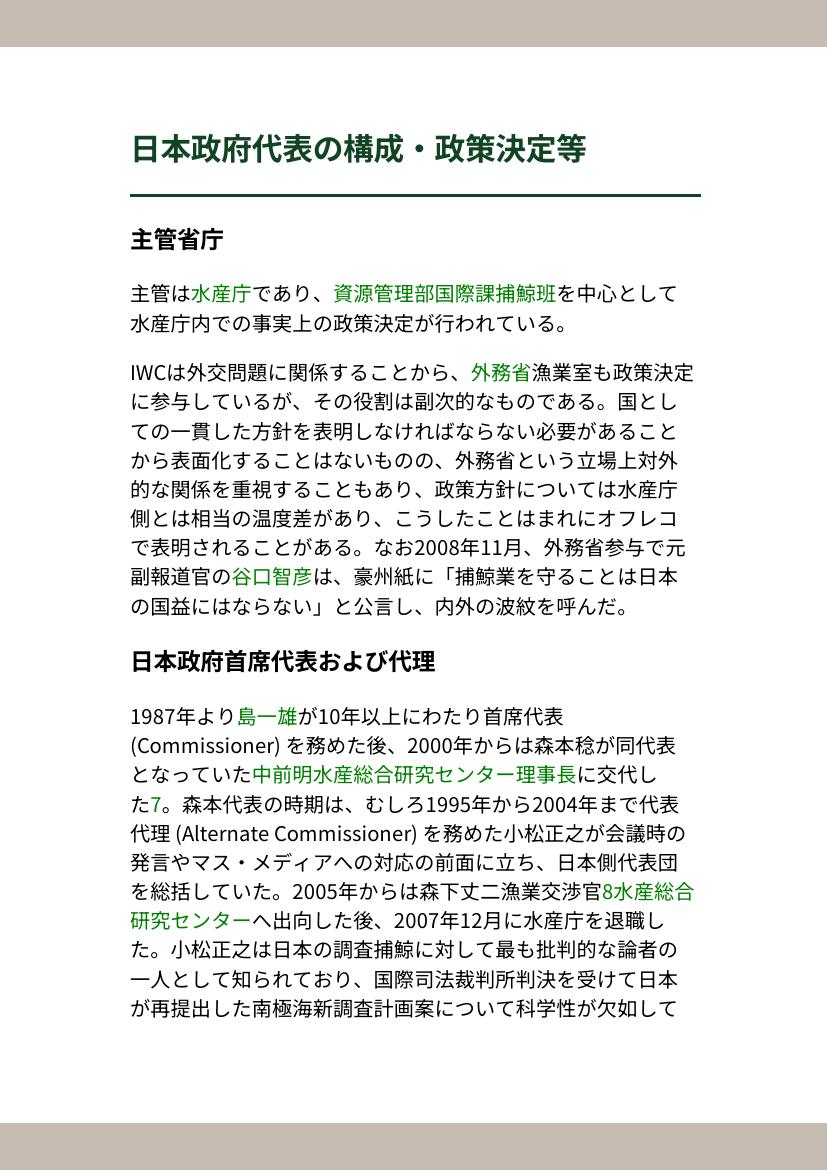 日本政府代表の構成・政策決定等
主管省庁
主管は水産庁であり、資源管理部国際課捕鯨班を中心として
水産庁内での事実上の政策決定が行われている。
IWCは外交問題に関係することから、外務省漁業室も政策決定
に参与しているが、その役割は副次的なものである。国とし
ての一貫した方針を表明しなければならない必要があること
から表面化することはないものの、外務省という立場上対外
的な関係を重視することもあり、政策方針については水産庁
側とは相当の温度差があり、こうしたことはまれにオフレコ
で表明されることがある。なお2008年11月、外務省参与で元
副報道官の谷口智彦は、豪州紙に「捕鯨業を守ることは日本
の国益にはならない」と公言し、内外の波紋を呼んだ。
日本政府首席代表および代理
1987年より島一雄が10年以上にわたり首席代表
(Commissioner) を務めた後、2000年からは森本稔が同代表
となっていた中前明水産総合研究センター理事長に交代し
た7。森本代表の時期は、むしろ1995年から2004年まで代表
代理 (Alternate Commissioner) を務めた小松正之が会議時の
発言やマス・メディアへの対応の前面に立ち、日本側代表団
を総括していた。2005年からは森下丈二漁業交渉官8水産総合
研究センターへ出向した後、2007年12月に水産庁を退職し
た。小松正之は日本の調査捕鯨に対して最も批判的な論者の
一人として知られており、国際司法裁判所判決を受けて日本
が再提出した南極海新調査計画案について科学性が欠如して